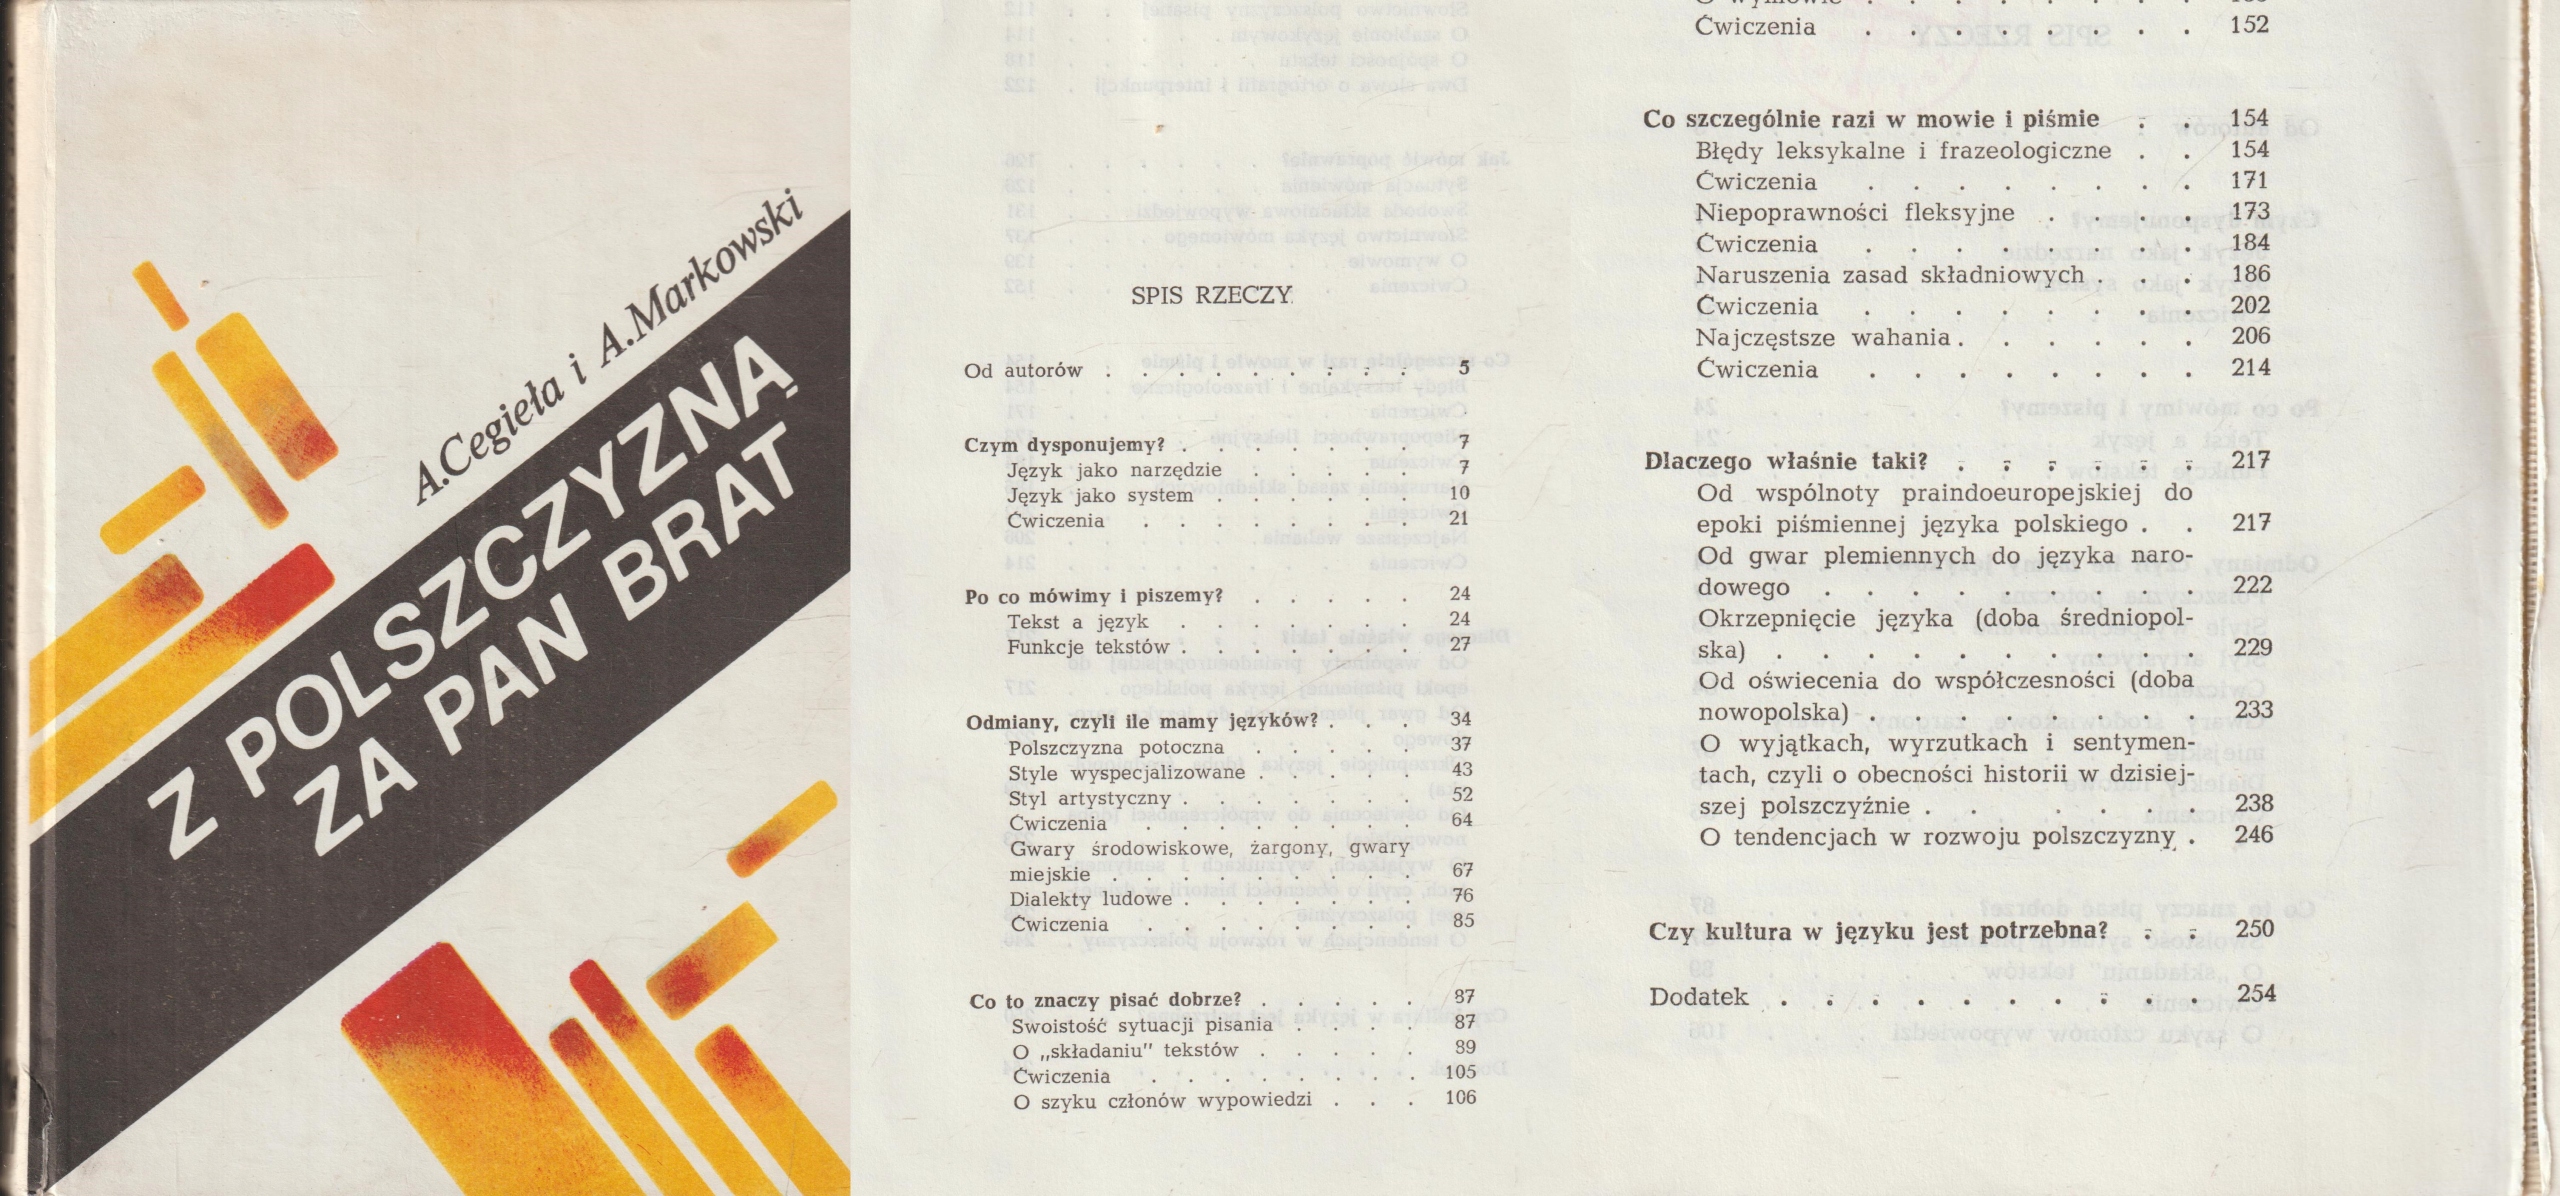 A.Cegieła i A.Markowski
Z POLSZCZYZNĄ
ZA PAN BRAT
SPIS RZECZY
Od autorów . . . . . . . . . 5
Czym dysponujemy? . . . . . . . 7
Język jako narzędzie . . . . . 7
Język jako system . . . . . . 10
Ćwiczenia . . . . . . . . 21
Po co mówimy i piszemy? . . . . . 24
Tekst a język . . . . . . . 24
Funkcje tekstów . . . . . . . 27
Odmiany, czyli ile mamy języków? . . . 34
Polszczyzna potoczna . . . . . 37
Style wyspecjalizowane . . . . . 43
Styl artystyczny . . . . . . . 52
Ćwiczenia . . . . . . . . 64
Gwary środowiskowe, żargony, gwary
miejskie . . . . . . . . . 67
Dialekty ludowe . . . . . . . 76
Ćwiczenia . . . . . . . . 85
Co to znaczy pisać dobrze? . . . . . 87
Swoistość sytuacji pisania . . . . 87
O „składaniu" tekstów . . . . . 89
Ćwiczenia . . . . . . . . 105
O szyku członów wypowiedzi . . . 106
Ćwiczenia . . . . . . . . 152
Co szczególnie razi w mowie i piśmie . . 154
Błędy leksykalne i frazeologiczne . . 154
Ćwiczenia . . . . . . . . 171
Niepoprawności fleksyjne . . . . 173
Ćwiczenia . . . . . . . . 184
Naruszenia zasad składniowych . . . 186
Ćwiczenia . . . . . . . . 202
Najczęstsze wahania . . . . . . 206
Ćwiczenia . . . . . . . . 214
Dlaczego właśnie taki? . . . . . . 217
Od wspólnoty praindoeuropejskiej do
epoki piśmiennej języka polskiego . . 217
Od gwar plemiennych do języka naro-
dowego . . . . . . . . . 222
Okrzepnięcie języka (doba średniopol-
ska) . . . . . . . . . . 229
Od oświecenia do współczesności (doba
nowopolska) . . . . . . . . 233
O wyjątkach, wyrzutkach i sentymen-
tach, czyli o obecności historii w dzisiej-
szej polszczyźnie . . . . . . 238
O tendencjach w rozwoju polszczyzny . 246
Czy kultura w języku jest potrzebna? . . 250
Dodatek . . . . . . . . . . 254